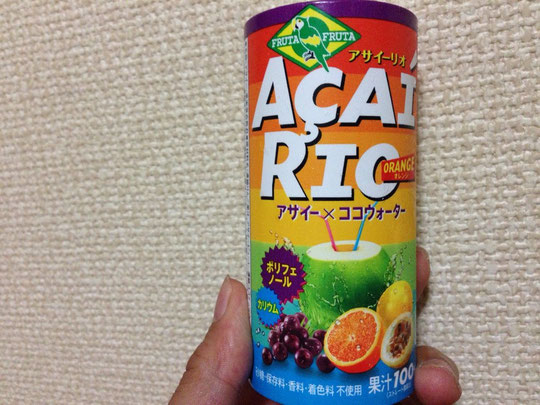 FRUTA FRUTA
アサイーリオ
AÇAI
RIO
ORANGE
オレンジ
アサイー×ココウォーター
ポリフェ
ノール
カリウム
砂糖・保存料・香料・着色料 不使用
果汁100